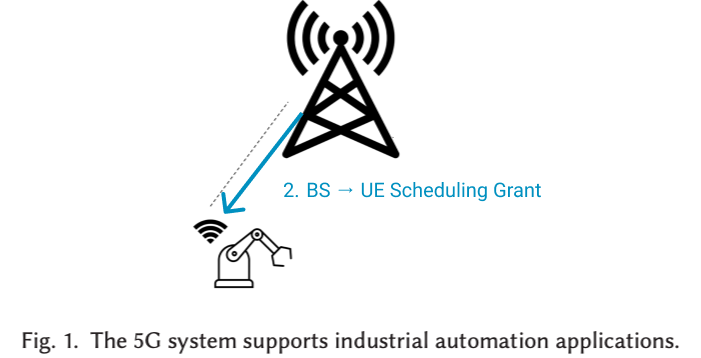 2. BS → UE Scheduling Grant
Fig. 1. The 5G system supports industrial automation applications.